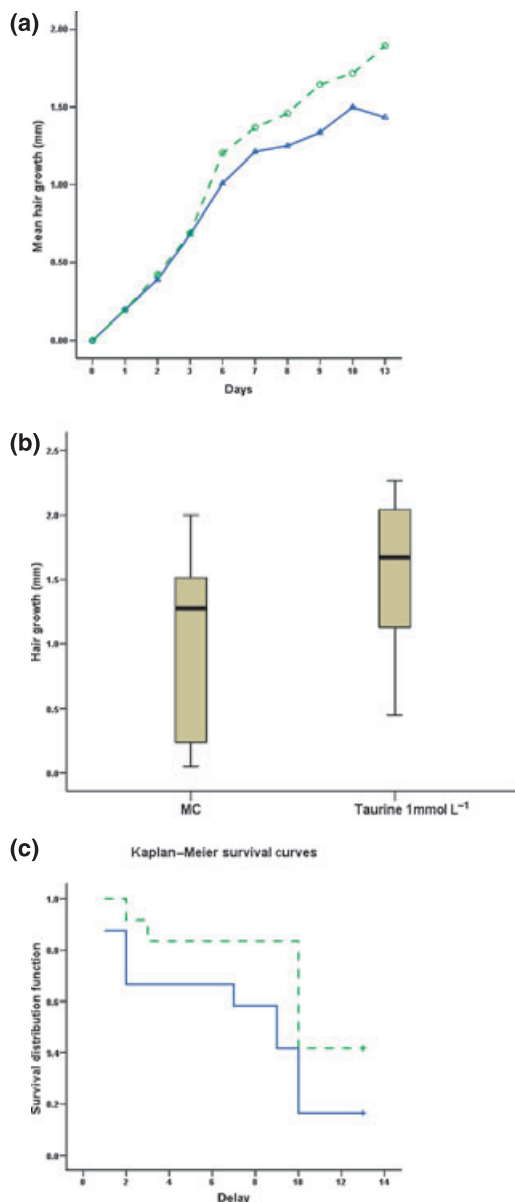 (a)
2.00
1.50
1.00
0.50
0.00
Mean hair growth (mm)
0 1 2 3 6 7 8 9 10 13
Days
(b)
2.5
2.0
1.5
1.0
0.5
0.0
Hair growth (mm)
MC Taurine 1mmol L⁻¹
(c)
Kaplan–Meier survival curves
1.0
0.8
0.6
0.4
0.2
0.0
Survival distribution function
0 2 4 6 8 10 12 14
Delay